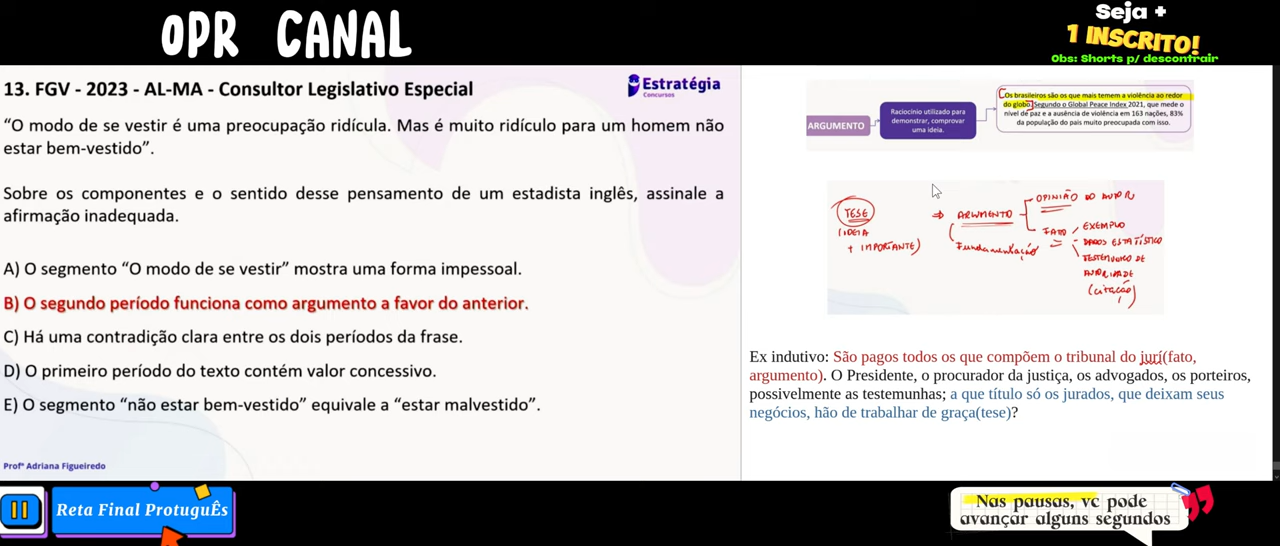 OPR CANAL
Seja +
1 INSCRITO!
Obs: Shorts p/ descontrair
13. FGV - 2023 - AL-MA - Consultor Legislativo Especial
Estratégia
Concursos
“O modo de se vestir é uma preocupação ridícula. Mas é muito ridículo para um homem não
estar bem-vestido”.
Sobre os componentes e o sentido desse pensamento de um estadista inglês, assinale a
afirmação inadequada.
A) O segmento “O modo de se vestir” mostra uma forma impessoal.
B) O segundo período funciona como argumento a favor do anterior.
C) Há uma contradição clara entre os dois períodos da frase.
D) O primeiro período do texto contém valor concessivo.
E) O segmento “não estar bem-vestido” equivale a “estar malvestido”.
Profª Adriana Figueiredo
ARGUMENTO
Raciocínio utilizado para
demonstrar, comprovar
uma ideia.
Os brasileiros são os que mais temem a violência ao redor
do globo. Segundo o Global Peace Index 2021, que mede o
nível de paz e a ausência de violência em 163 nações, 83%
da população do país muito preocupada com isso.
TESE
(IDEIA
+ IMPORTANTE)
⇒ ARGUMENTO
Fundamentação
OPINIÃO DO AUTOR
FATO
EXEMPLO
DADOS ESTATÍSTICO
TESTEMUNHO DE
AUTORIDADE
(citação)
Ex indutivo: São pagos todos os que compõem o tribunal do jurí(fato,
argumento). O Presidente, o procurador da justiça, os advogados, os porteiros,
possivelmente as testemunhas; a que título só os jurados, que deixam seus
negócios, hão de trabalhar de graça(tese)?
Reta Final ProtuguÊs
Nas pausas, vc pode
avançar alguns segundos